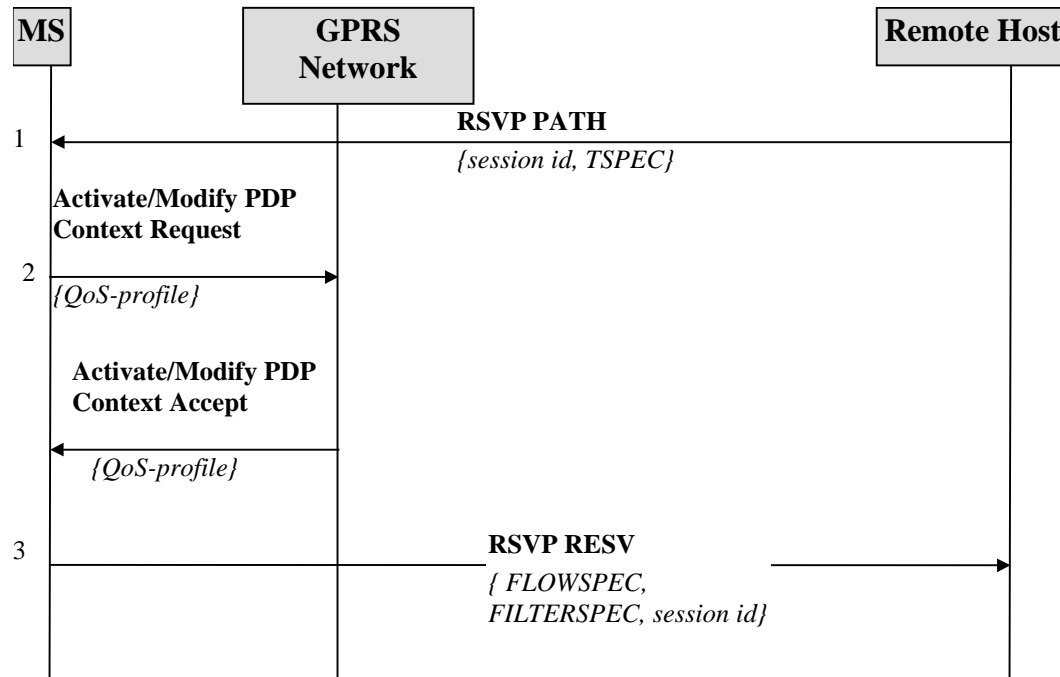 MS
GPRS
Network
Remote Host
RSVP PATH
1
{session id, TSPEC}
Activate/Modify PDP
Context Request
2
{QoS-profile}
Activate/Modify PDP
Context Accept
{QoS-profile}
3
RSVP RESV
{ FLOWSPEC,
FILTERSPEC, session id}